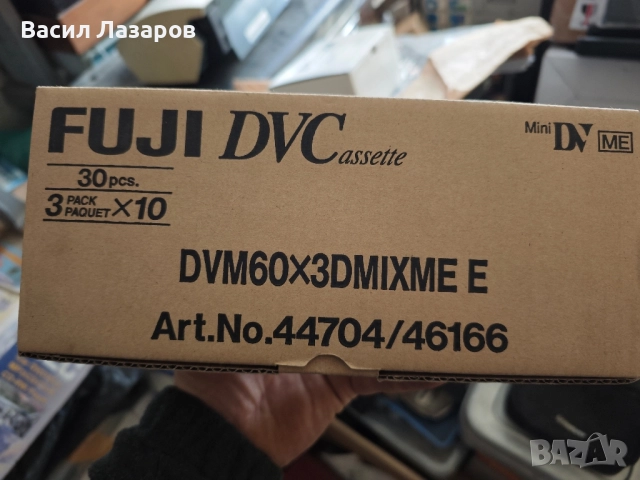 Васил Лазаров
FUJI DVCassette
Mini DV ME
30 pcs.
3 PACK PAQUET ×10
DVM60×3DMIXME E
Art.No.44704/46166
BAZAR